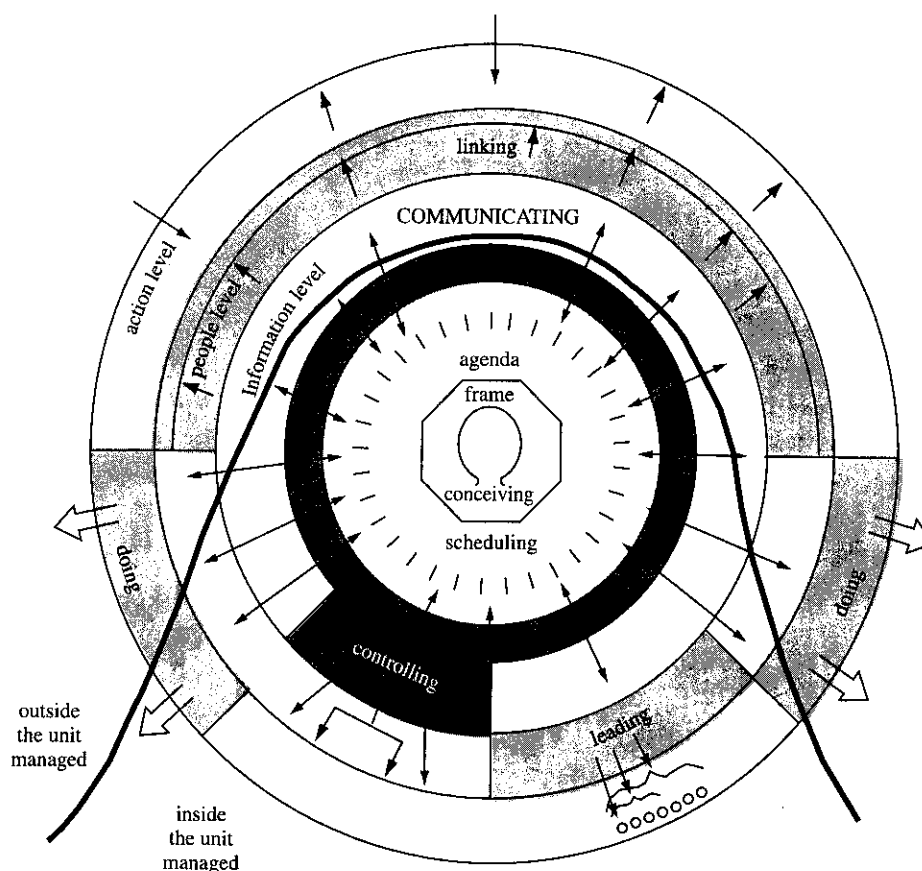 linking
COMMUNICATING
action level
people level
Information level
agenda
frame
conceiving
scheduling
doing
doing
controlling
leading
outside
the unit
managed
inside
the unit
managed